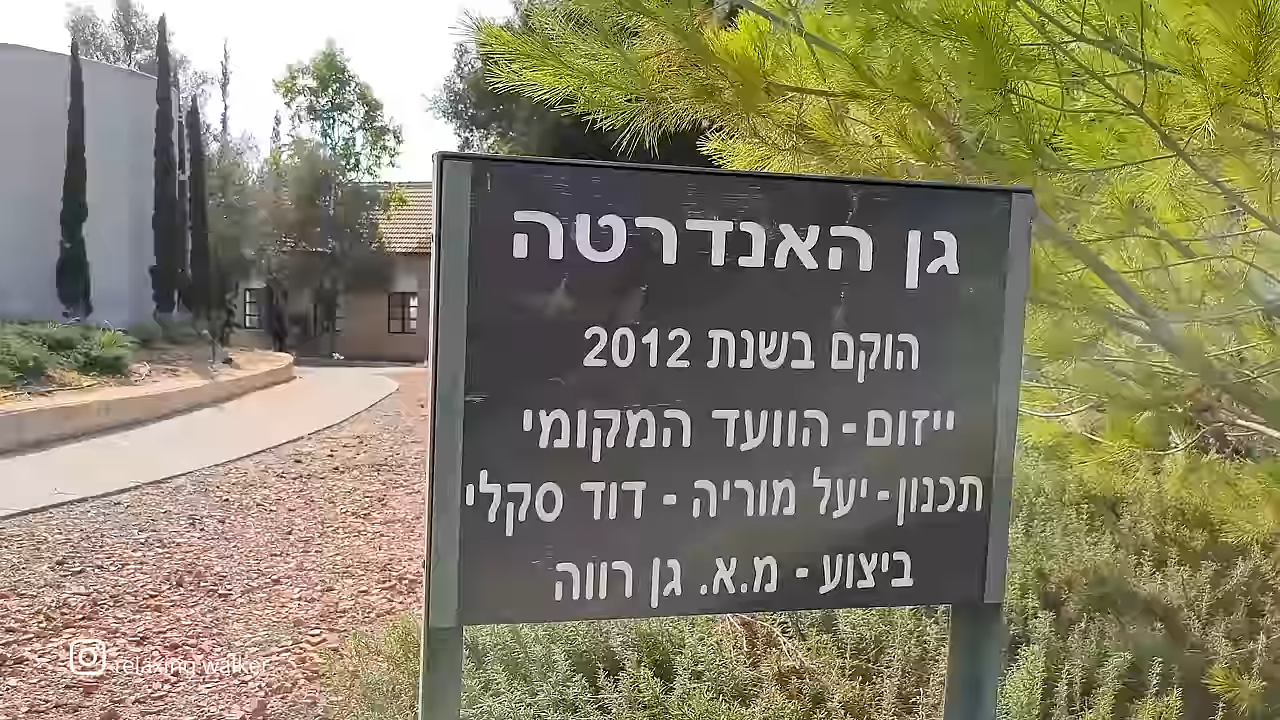 גן האנדרטה
הוקם בשנת 2012
ייזום - הוועד המקומי
תכנון - יעל מוריה - דוד סקלי
ביצוע - מ.א. גן רווה
relaxing.walker